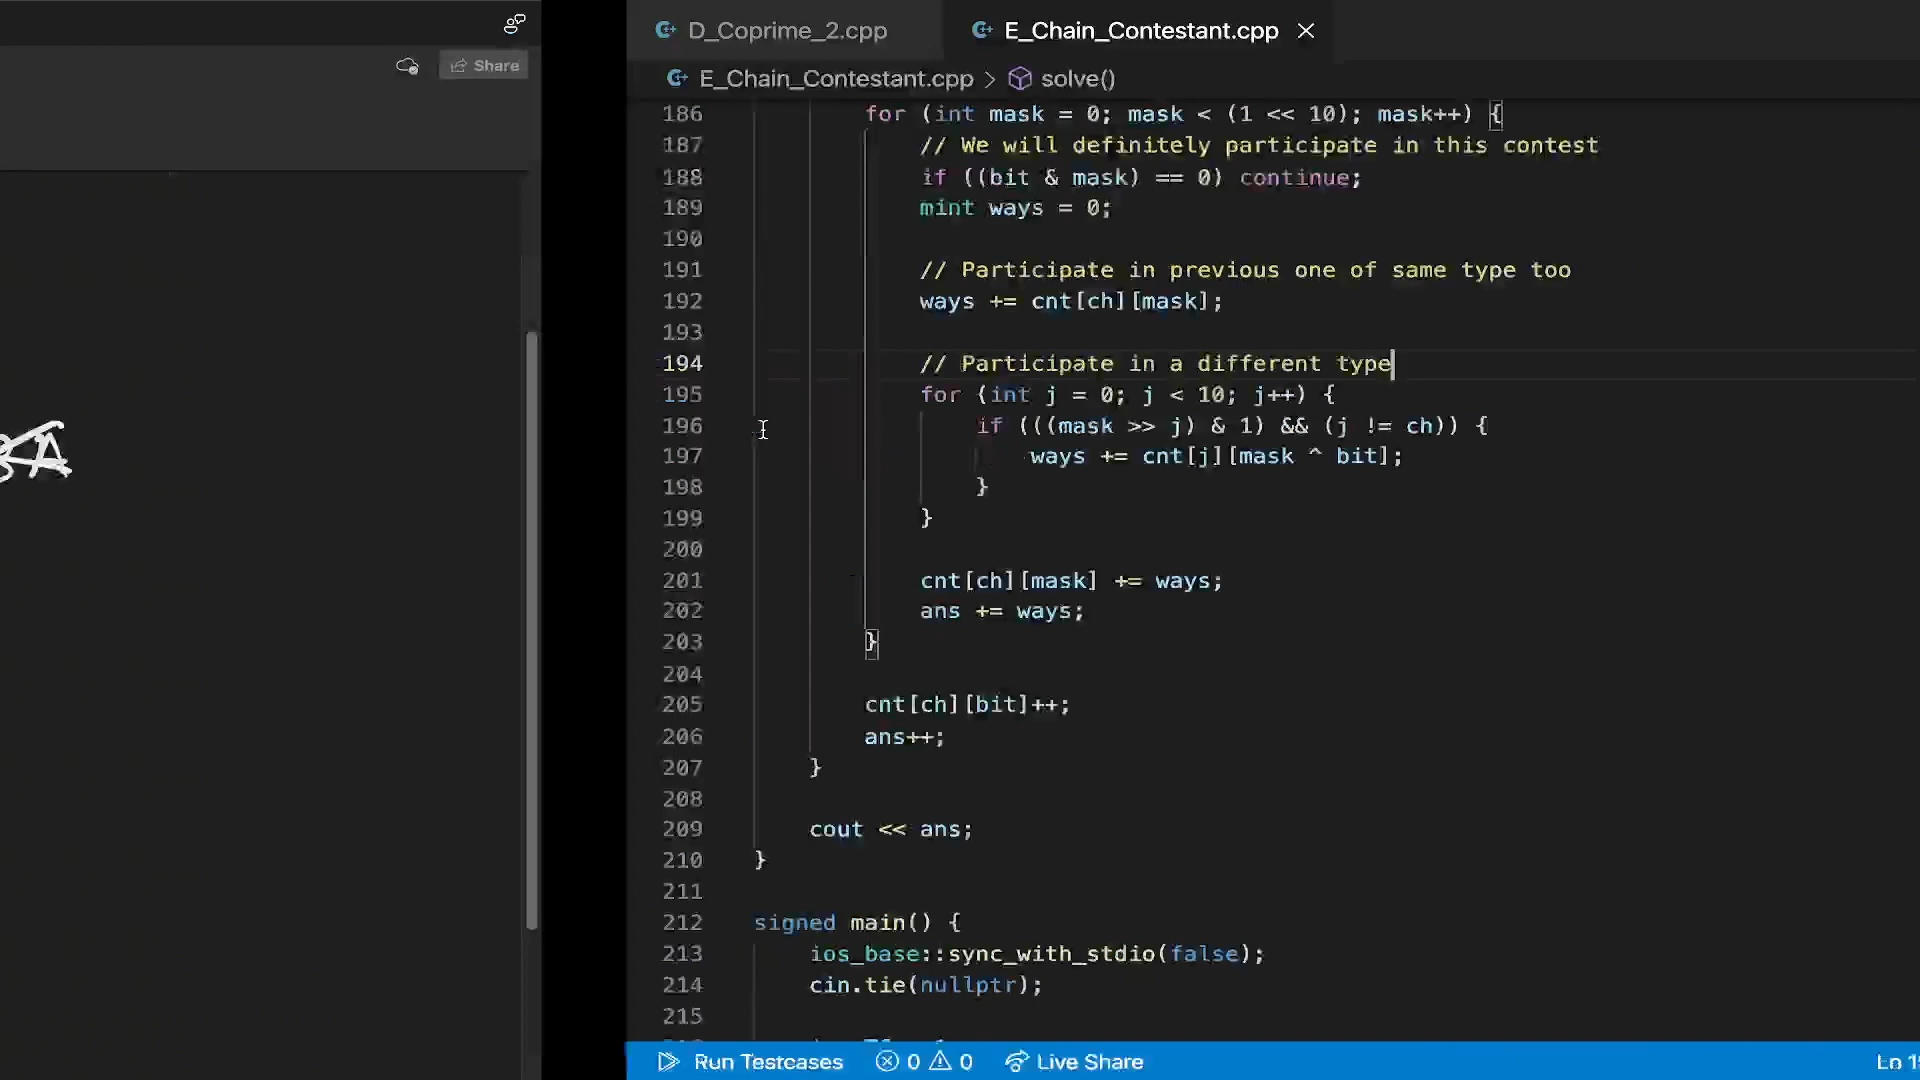 Share
D_Coprime_2.cpp
E_Chain_Contestant.cpp
E_Chain_Contestant.cpp > solve()
186 for (int mask = 0; mask < (1 << 10); mask++) {
187 // We will definitely participate in this contest
188 if ((bit & mask) == 0) continue;
189 mint ways = 0;
190
191 // Participate in previous one of same type too
192 ways += cnt[ch][mask];
193
194 // Participate in a different type
195 for (int j = 0; j < 10; j++) {
196 if (((mask >> j) & 1) && (j != ch)) {
197 ways += cnt[j][mask ^ bit];
198 }
199 }
200
201 cnt[ch][mask] += ways;
202 ans += ways;
203 }
204
205 cnt[ch][bit]++;
206 ans++;
207 }
208
209 cout << ans;
210 }
211
212 signed main() {
213 ios_base::sync_with_stdio(false);
214 cin.tie(nullptr);
215
Run Testcases 0 0 Live Share